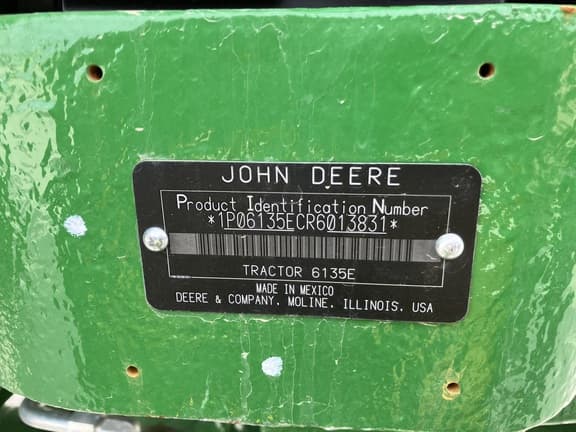 JOHN DEERE
Product Identification Number
*1P06135ECR6013831*
TRACTOR 6135E
MADE IN MEXICO
DEERE & COMPANY, MOLINE, ILLINOIS, USA